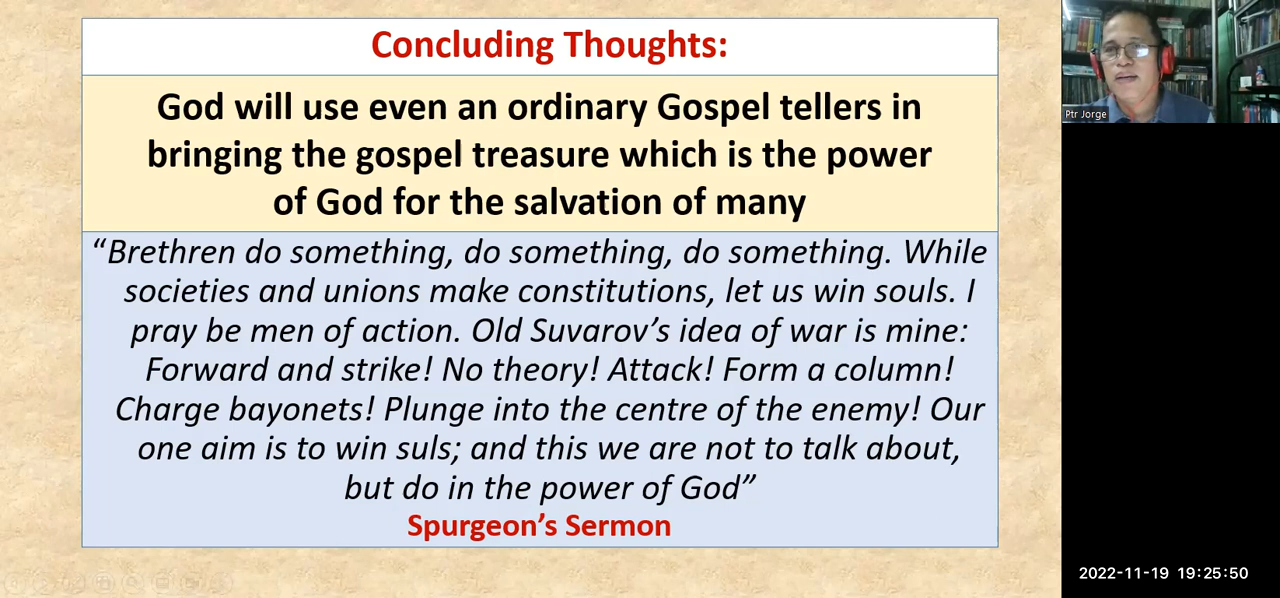 Concluding Thoughts:
God will use even an ordinary Gospel tellers in
bringing the gospel treasure which is the power
of God for the salvation of many
“Brethren do something, do something, do something. While
societies and unions make constitutions, let us win souls. I
pray be men of action. Old Suvarov’s idea of war is mine:
Forward and strike! No theory! Attack! Form a column!
Charge bayonets! Plunge into the centre of the enemy! Our
one aim is to win suls; and this we are not to talk about,
but do in the power of God”
Spurgeon’s Sermon
Ptr Jorge
2022-11-19 19:25:50